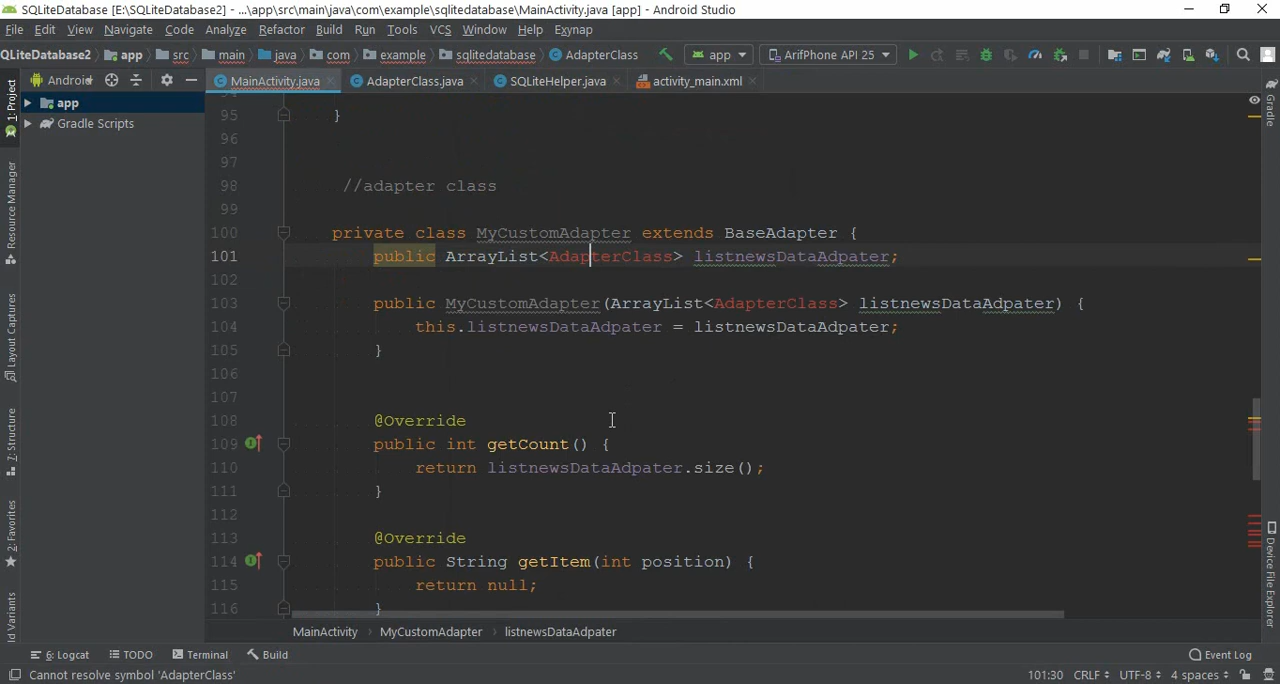 SQLiteDatabase2 [E:\SQLiteDatabase2] - ...\app\src\main\java\com\example\sqlitedatabase\MainActivity.java [app] - Android Studio
File Edit View Navigate Code Analyze Refactor Build Run Tools VCS Window Help Exynap
QLiteDatabase2 app src main java com example sqlitedatabase AdapterClass app ArifPhone API 25
1: Project Android MainActivity.java AdapterClass.java SQLiteHelper.java activity_main.xml
app
Gradle Scripts
Resource Manager
Layout Captures
7: Structure
2: Favorites
ld Variants
Gradle
Device File Explorer
95 }
96
97
98 //adapter class
99
100 private class MyCustomAdapter extends BaseAdapter {
101 public ArrayList<AdapterClass> listnewsDataAdpater;
102
103 public MyCustomAdapter(ArrayList<AdapterClass> listnewsDataAdpater) {
104 this.listnewsDataAdpater = listnewsDataAdpater;
105 }
106
107
108 @Override
109 public int getCount() {
110 return listnewsDataAdpater.size();
111 }
112
113 @Override
114 public String getItem(int position) {
115 return null;
116 }
MainActivity › MyCustomAdapter › listnewsDataAdpater
6: Logcat TODO Terminal Build Event Log
Cannot resolve symbol 'AdapterClass' 101:30 CRLF UTF-8 4 spaces